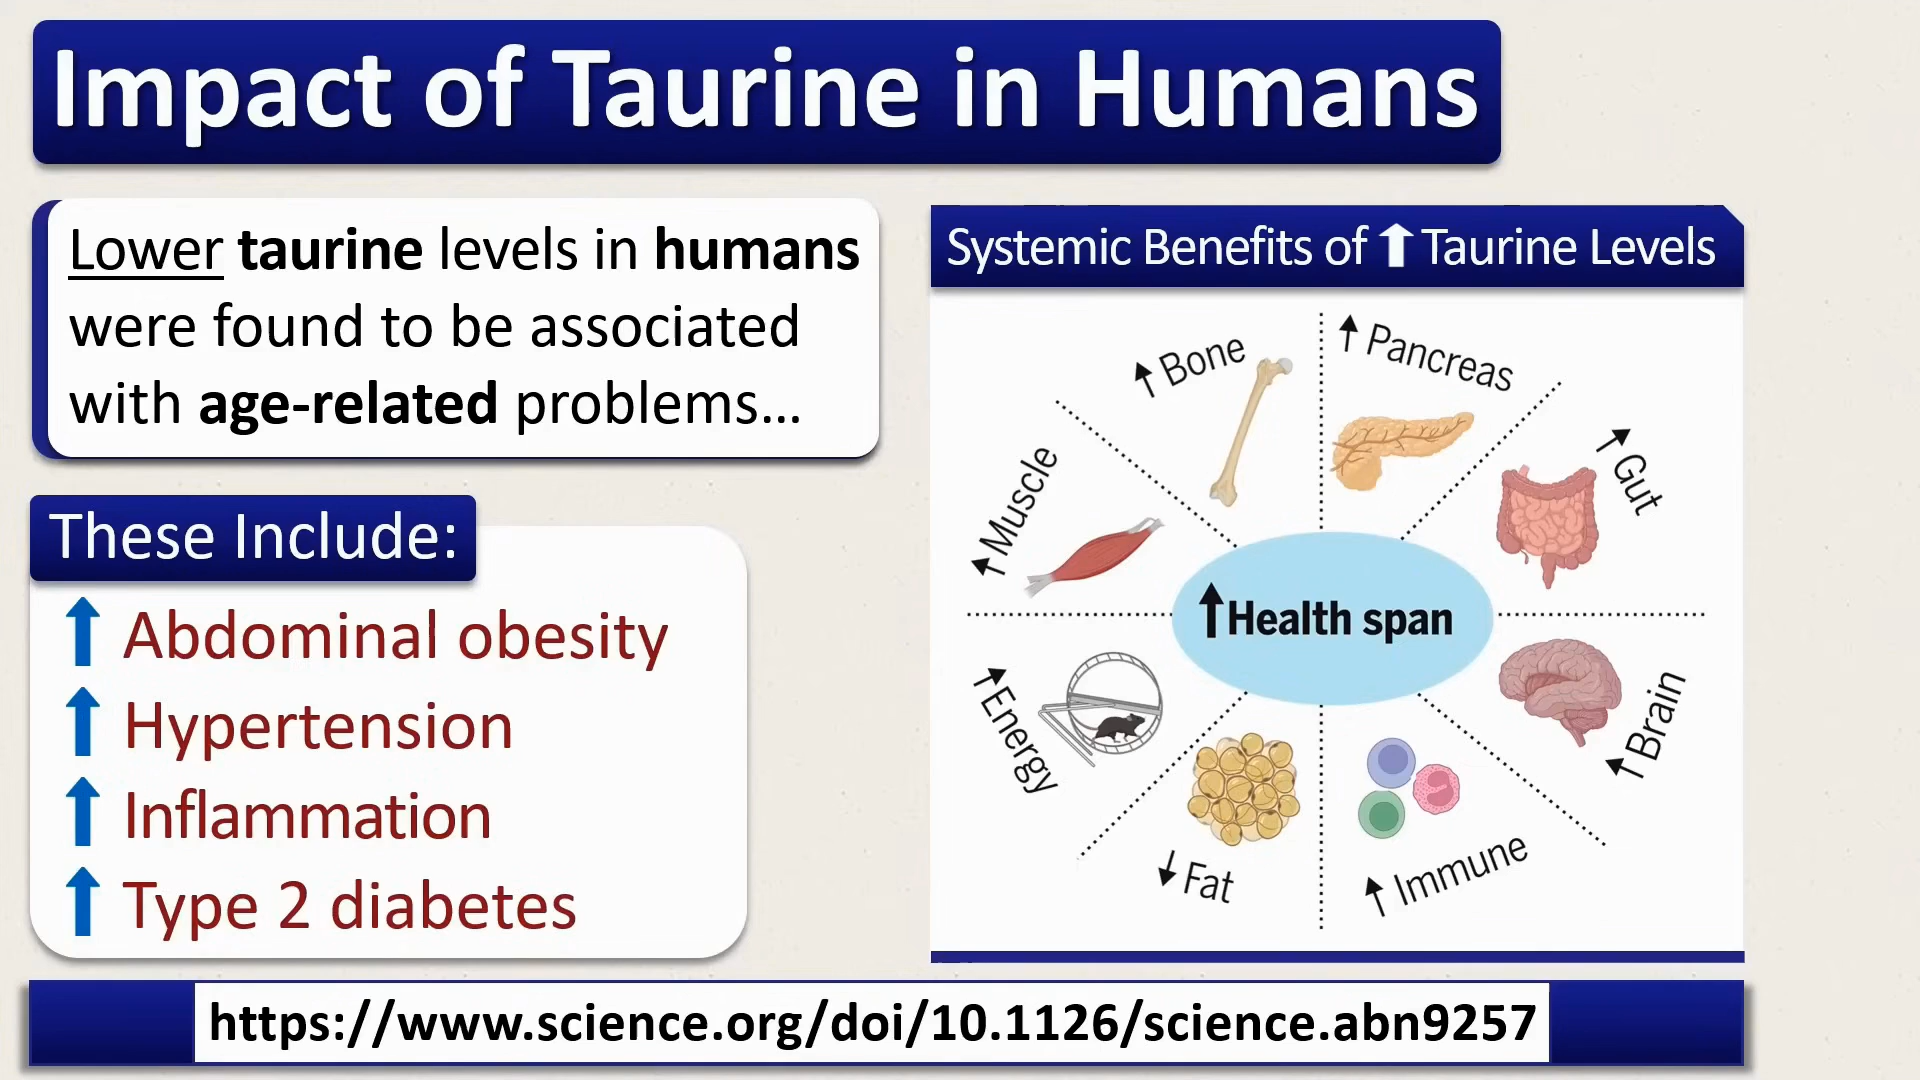 Impact of Taurine in Humans
Lower taurine levels in humans
were found to be associated
with age-related problems...
These Include:
Abdominal obesity
Hypertension
Inflammation
Type 2 diabetes
Systemic Benefits of ⬆ Taurine Levels
↑ Bone
↑ Pancreas
↑ Gut
↑ Brain
↑ Immune
↓ Fat
↑ Energy
↑ Muscle
↑ Health span
https://www.science.org/doi/10.1126/science.abn9257